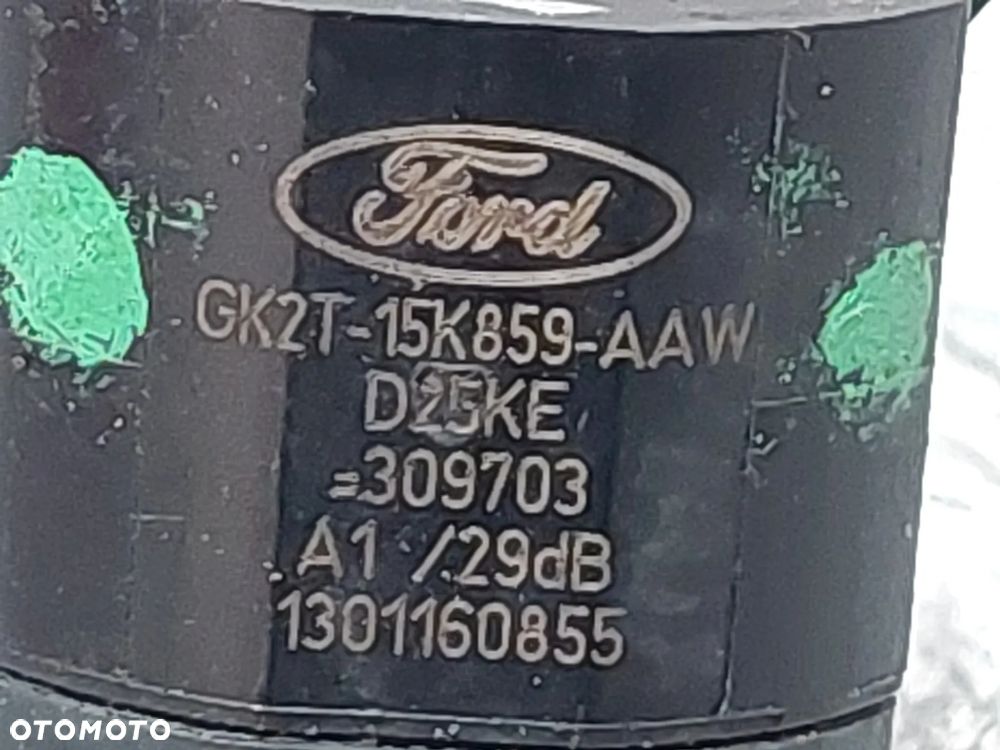 Ford
GK2T-15K859-AAW
D25KE
=309703
A1 /29dB
1301160855
OTOMOTO